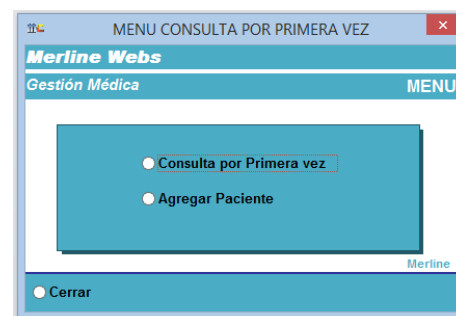 MENU CONSULTA POR PRIMERA VEZ
Merline Webs
Gestión Médica MENU
Consulta por Primera vez
Agregar Paciente
Merline
Cerrar